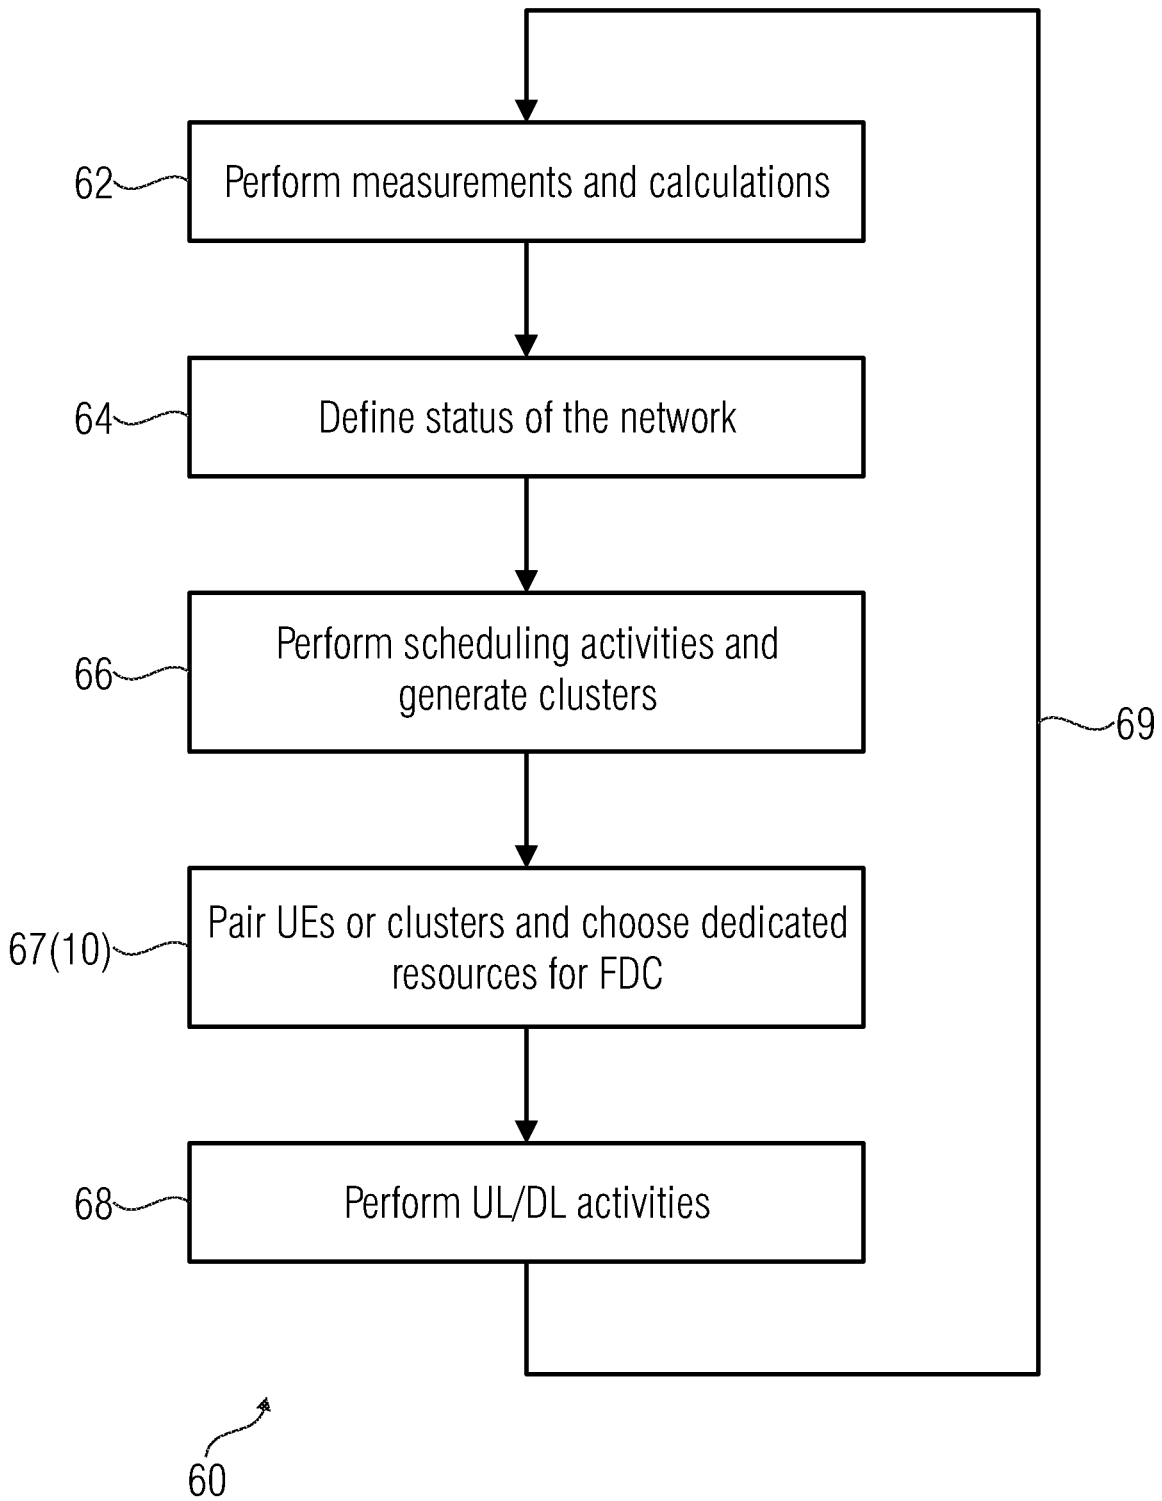 62
Perform measurements and calculations
64
Define status of the network
66
Perform scheduling activities and
generate clusters
69
67(10)
Pair UEs or clusters and choose dedicated
resources for FDC
68
Perform UL/DL activities
60